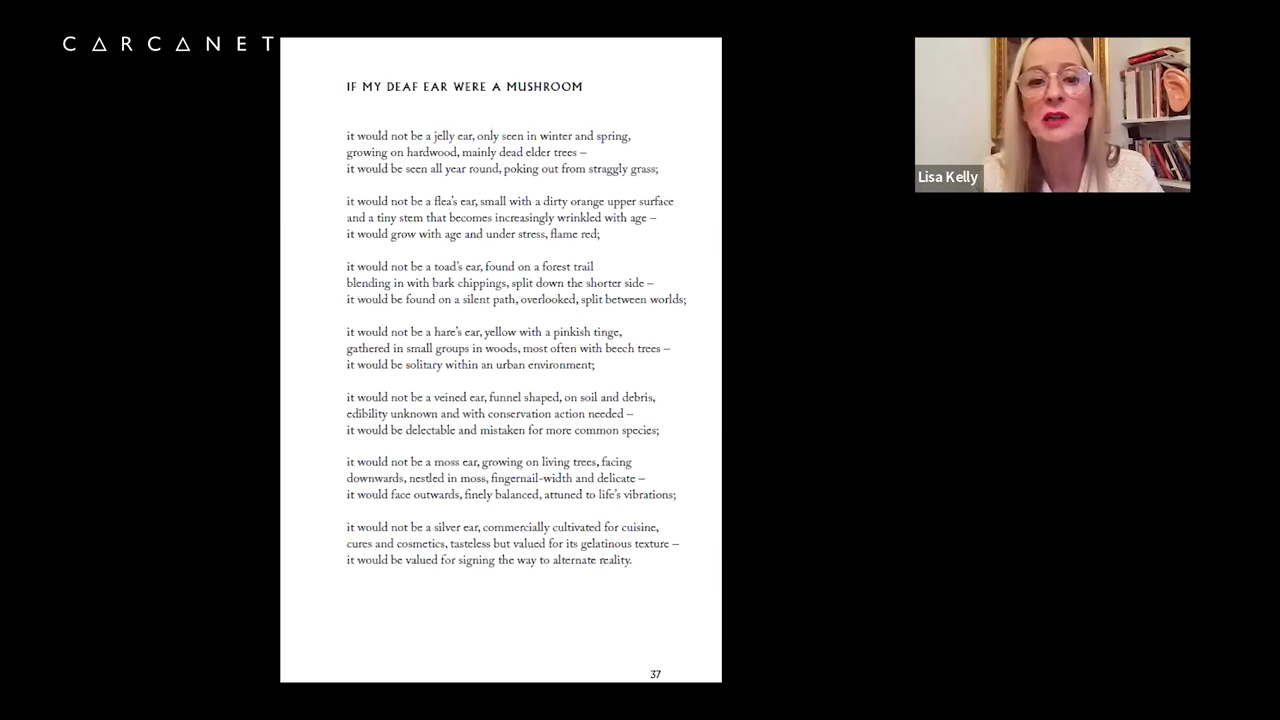 CARCANET
IF MY DEAF EAR WERE A MUSHROOM
it would not be a jelly ear, only seen in winter and spring,
growing on hardwood, mainly dead elder trees –
it would be seen all year round, poking out from straggly grass;
it would not be a flea's ear, small with a dirty orange upper surface
and a tiny stem that becomes increasingly wrinkled with age –
it would grow with age and under stress, flame red;
it would not be a toad's ear, found on a forest trail
blending in with bark chippings, split down the shorter side –
it would be found on a silent path, overlooked, split between worlds;
it would not be a hare's ear, yellow with a pinkish tinge,
gathered in small groups in woods, most often with beech trees –
it would be solitary within an urban environment;
it would not be a veined ear, funnel shaped, on soil and debris,
edibility unknown and with conservation action needed –
it would be delectable and mistaken for more common species;
it would not be a moss ear, growing on living trees, facing
downwards, nestled in moss, fingernail-width and delicate –
it would face outwards, finely balanced, attuned to life's vibrations;
it would not be a silver ear, commercially cultivated for cuisine,
cures and cosmetics, tasteless but valued for its gelatinous texture –
it would be valued for signing the way to alternate reality.
37
Lisa Kelly